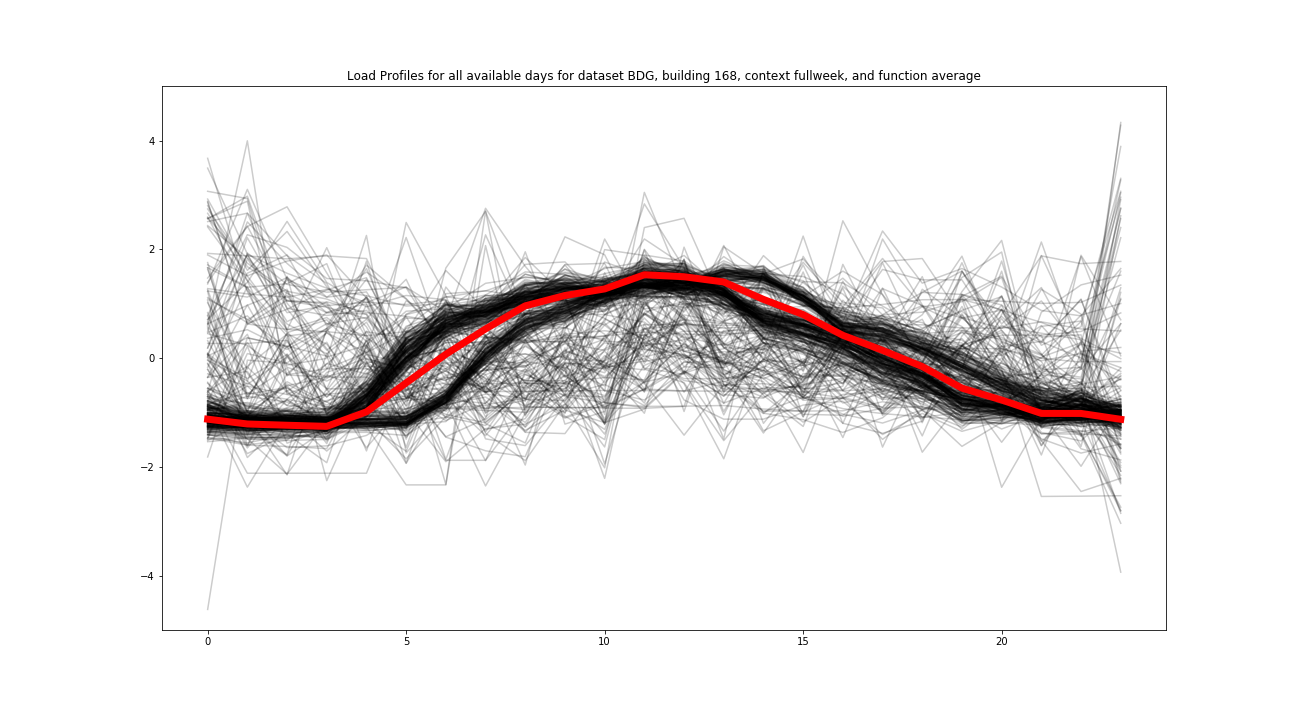 Load Profiles for all available days for dataset BDG, building 168, context fullweek, and function average
4
2
0
−2
−4
0 5 10 15 20